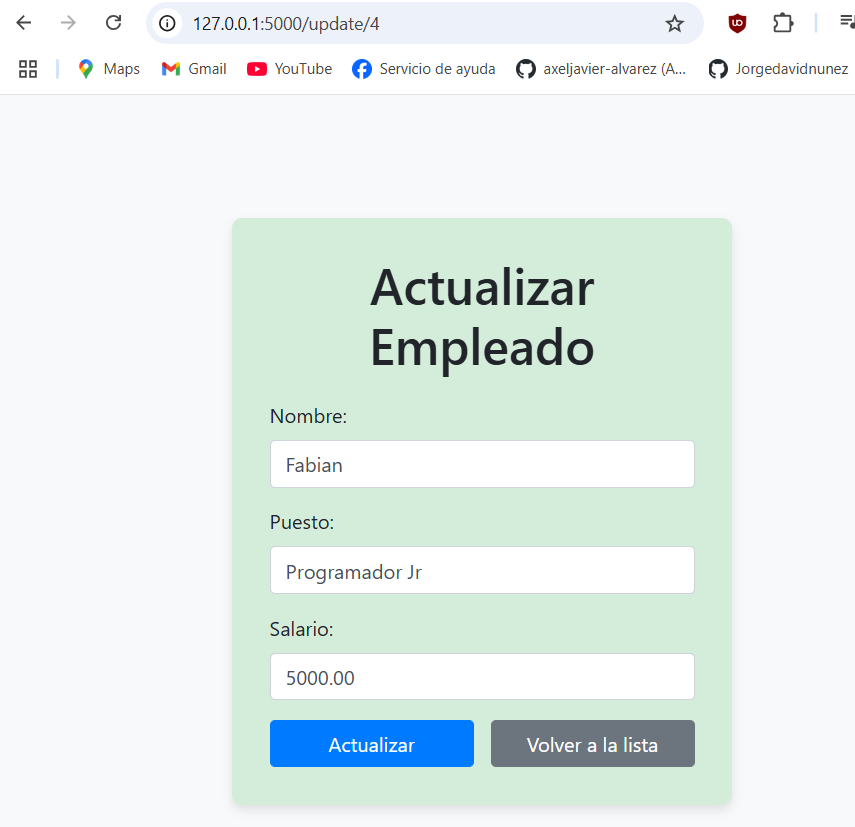 127.0.0.1:5000/update/4
Maps Gmail YouTube Servicio de ayuda axeljavier-alvarez (A... Jorgedavidnunez
Actualizar
Empleado
Nombre:
Fabian
Puesto:
Programador Jr
Salario:
5000.00
Actualizar Volver a la lista